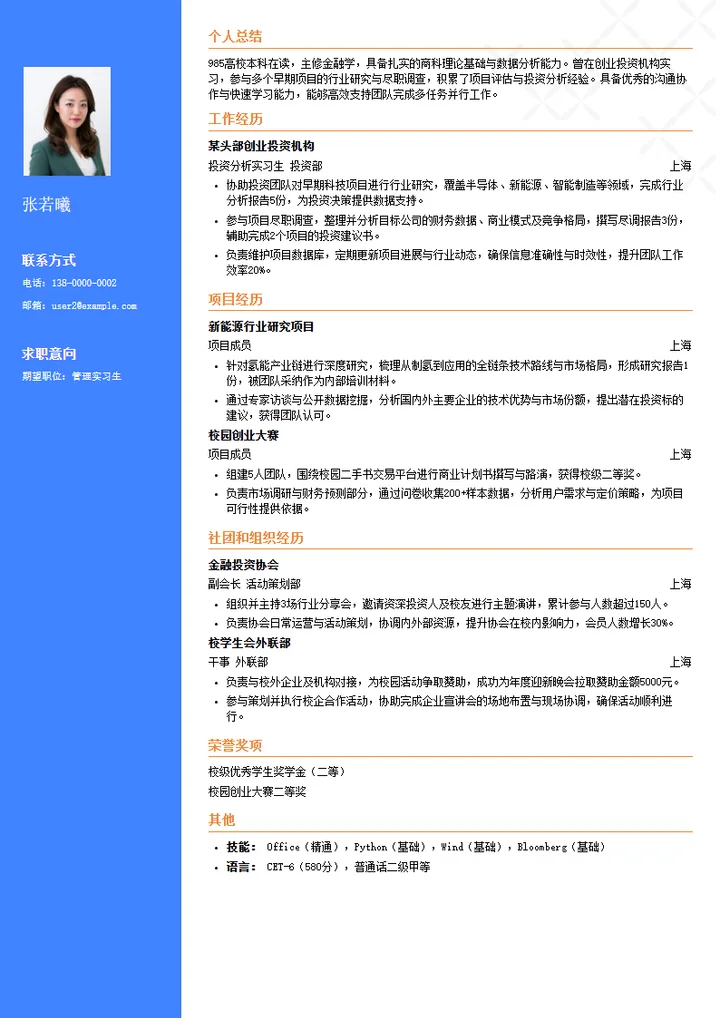 张若曦
联系方式
电话：138-0000-0002
邮箱：user2@example.com
求职意向
期望职位：管理实习生
个人总结
985高校本科在读，主修金融学，具备扎实的商科理论基础与数据分析能力。曾在创业投资机构实
习，参与多个早期项目的行业研究与尽职调查，积累了项目评估与投资分析经验。具备优秀的沟通协
作与快速学习能力，能够高效支持团队完成多任务并行工作。
工作经历
某头部创业投资机构
投资分析实习生 投资部 上海
• 协助投资团队对早期科技项目进行行业研究，覆盖半导体、新能源、智能制造等领域，完成行业
分析报告5份，为投资决策提供数据支持。
• 参与项目尽职调查，整理并分析目标公司的财务数据、商业模式及竞争格局，撰写尽调报告3份，
辅助完成2个项目的投资建议书。
• 负责维护项目数据库，定期更新项目进展与行业动态，确保信息准确性与时效性，提升团队工作
效率20%。
项目经历
新能源行业研究项目
项目成员 上海
• 针对氢能产业链进行深度研究，梳理从制氢到应用的全链条技术路线与市场格局，形成研究报告1
份，被团队采纳作为内部培训材料。
• 通过专家访谈与公开数据挖掘，分析国内外主要企业的技术优势与市场份额，提出潜在投资标的
建议，获得团队认可。
校园创业大赛
项目成员 上海
• 组建5人团队，围绕校园二手书交易平台进行商业计划书撰写与路演，获得校级二等奖。
• 负责市场调研与财务预测部分，通过问卷收集200+样本数据，分析用户需求与定价策略，为项目
可行性提供依据。
社团和组织经历
金融投资协会
副会长 活动策划部 上海
• 组织并主持3场行业分享会，邀请资深投资人及校友进行主题演讲，累计参与人数超过150人。
• 负责协会日常运营与活动策划，协调内外部资源，提升协会在校内影响力，会员人数增长30%。
校学生会外联部
干事 外联部 上海
• 负责与校外企业及机构对接，为校园活动争取赞助，成功为年度迎新晚会拉取赞助金额5000元。
• 参与策划并执行校企合作活动，协助完成企业宣讲会的场地布置与现场协调，确保活动顺利进
行。
荣誉奖项
校级优秀学生奖学金（二等）
校园创业大赛二等奖
其他
• 技能： Office（精通），Python（基础），Wind（基础），Bloomberg（基础）
• 语言： CET-6（580分），普通话二级甲等